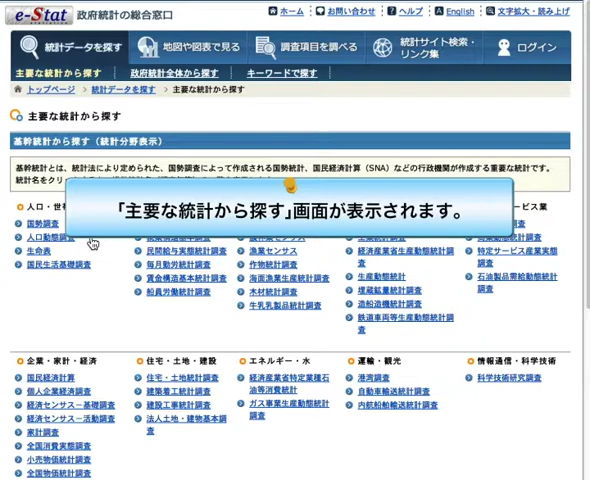 e-Stat 政府統計の総合窓口
ホーム お問い合わせ ヘルプ English 文字拡大・読み上げ
統計データを探す 地図や図表で見る 調査項目を調べる 統計サイト検索・リンク集 ログイン
主要な統計から探す 政府統計全体から探す キーワードで探す
トップページ > 統計データを探す > 主要な統計から探す
主要な統計から探す
基幹統計から探す（統計分野表示）
基幹統計とは、統計法により定められた、国勢調査によって作成される国勢統計、国民経済計算（SNA）などの行政機関が作成する重要な統計です。
統計名をクリ
「主要な統計から探す」画面が表示されます。
人口・世
国勢調査
人口動態調査
生命表
国民生活基礎調査
民間給与実態統計調査
毎月勤労統計調査
賃金構造基本統計調査
船員労働統計調査
漁業センサス
作物統計調査
海面漁業生産統計調査
木材統計調査
牛乳乳製品統計調査
経済産業省生産動態統計調査
生産動態統計
埋蔵鉱量統計調査
造船造機統計調査
鉄道車両等生産動態統計調査
ービス業
特定サービス産業実態調査
石油製品需給動態統計調査
企業・家計・経済
国民経済計算
個人企業経済調査
経済センサス－基礎調査
経済センサス－活動調査
家計調査
全国消費実態調査
小売物価統計調査
全国物価統計調査
住宅・土地・建設
住宅・土地統計調査
建築着工統計調査
建設工事統計調査
法人土地・建物基本調査
エネルギー・水
経済産業省特定業種石油等消費統計
ガス事業生産動態統計調査
運輸・観光
港湾調査
自動車輸送統計調査
内航船舶輸送統計調査
情報通信・科学技術
科学技術研究調査